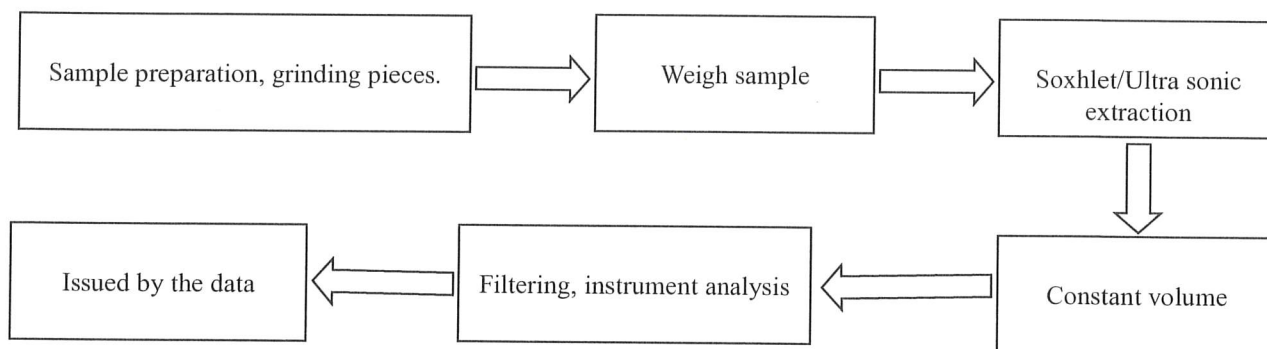 Sample preparation, grinding pieces.
Weigh sample
Soxhlet/Ultra sonic
extraction
Constant volume
Filtering, instrument analysis
Issued by the data